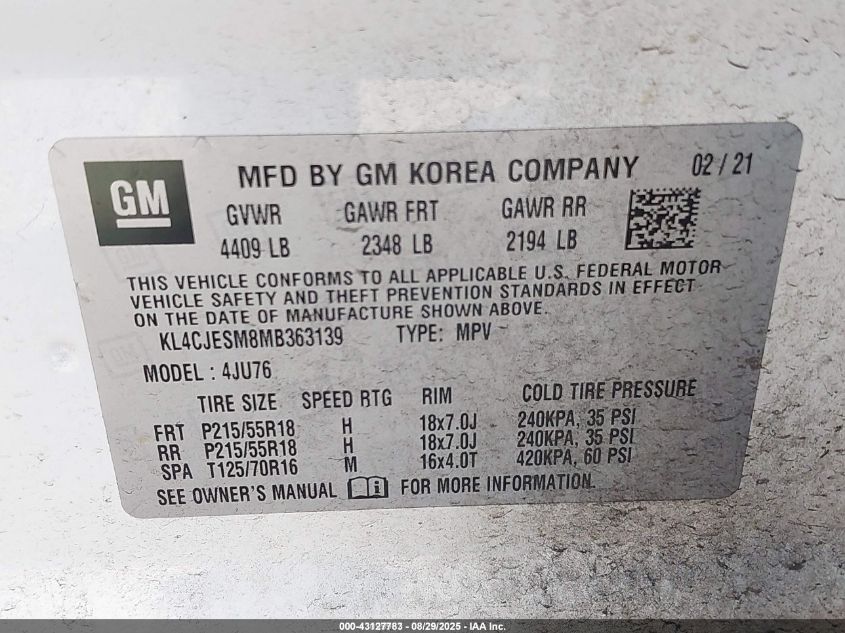 GM
MFD BY GM KOREA COMPANY 02 / 21
GVWR GAWR FRT GAWR RR
4409 LB 2348 LB 2194 LB
THIS VEHICLE CONFORMS TO ALL APPLICABLE U.S. FEDERAL MOTOR
VEHICLE SAFETY AND THEFT PREVENTION STANDARDS IN EFFECT
ON THE DATE OF MANUFACTURE SHOWN ABOVE.
KL4CJESM8MB363139 TYPE: MPV
MODEL : 4JU76
TIRE SIZE SPEED RTG RIM COLD TIRE PRESSURE
FRT P215/55R18 H 18x7.0J 240KPA, 35 PSI
RR P215/55R18 H 18x7.0J 240KPA, 35 PSI
SPA T125/70R16 M 16x4.0T 420KPA, 60 PSI
SEE OWNER'S MANUAL FOR MORE INFORMATION.
000-43127783 - 08/29/2025 - IAA Inc.